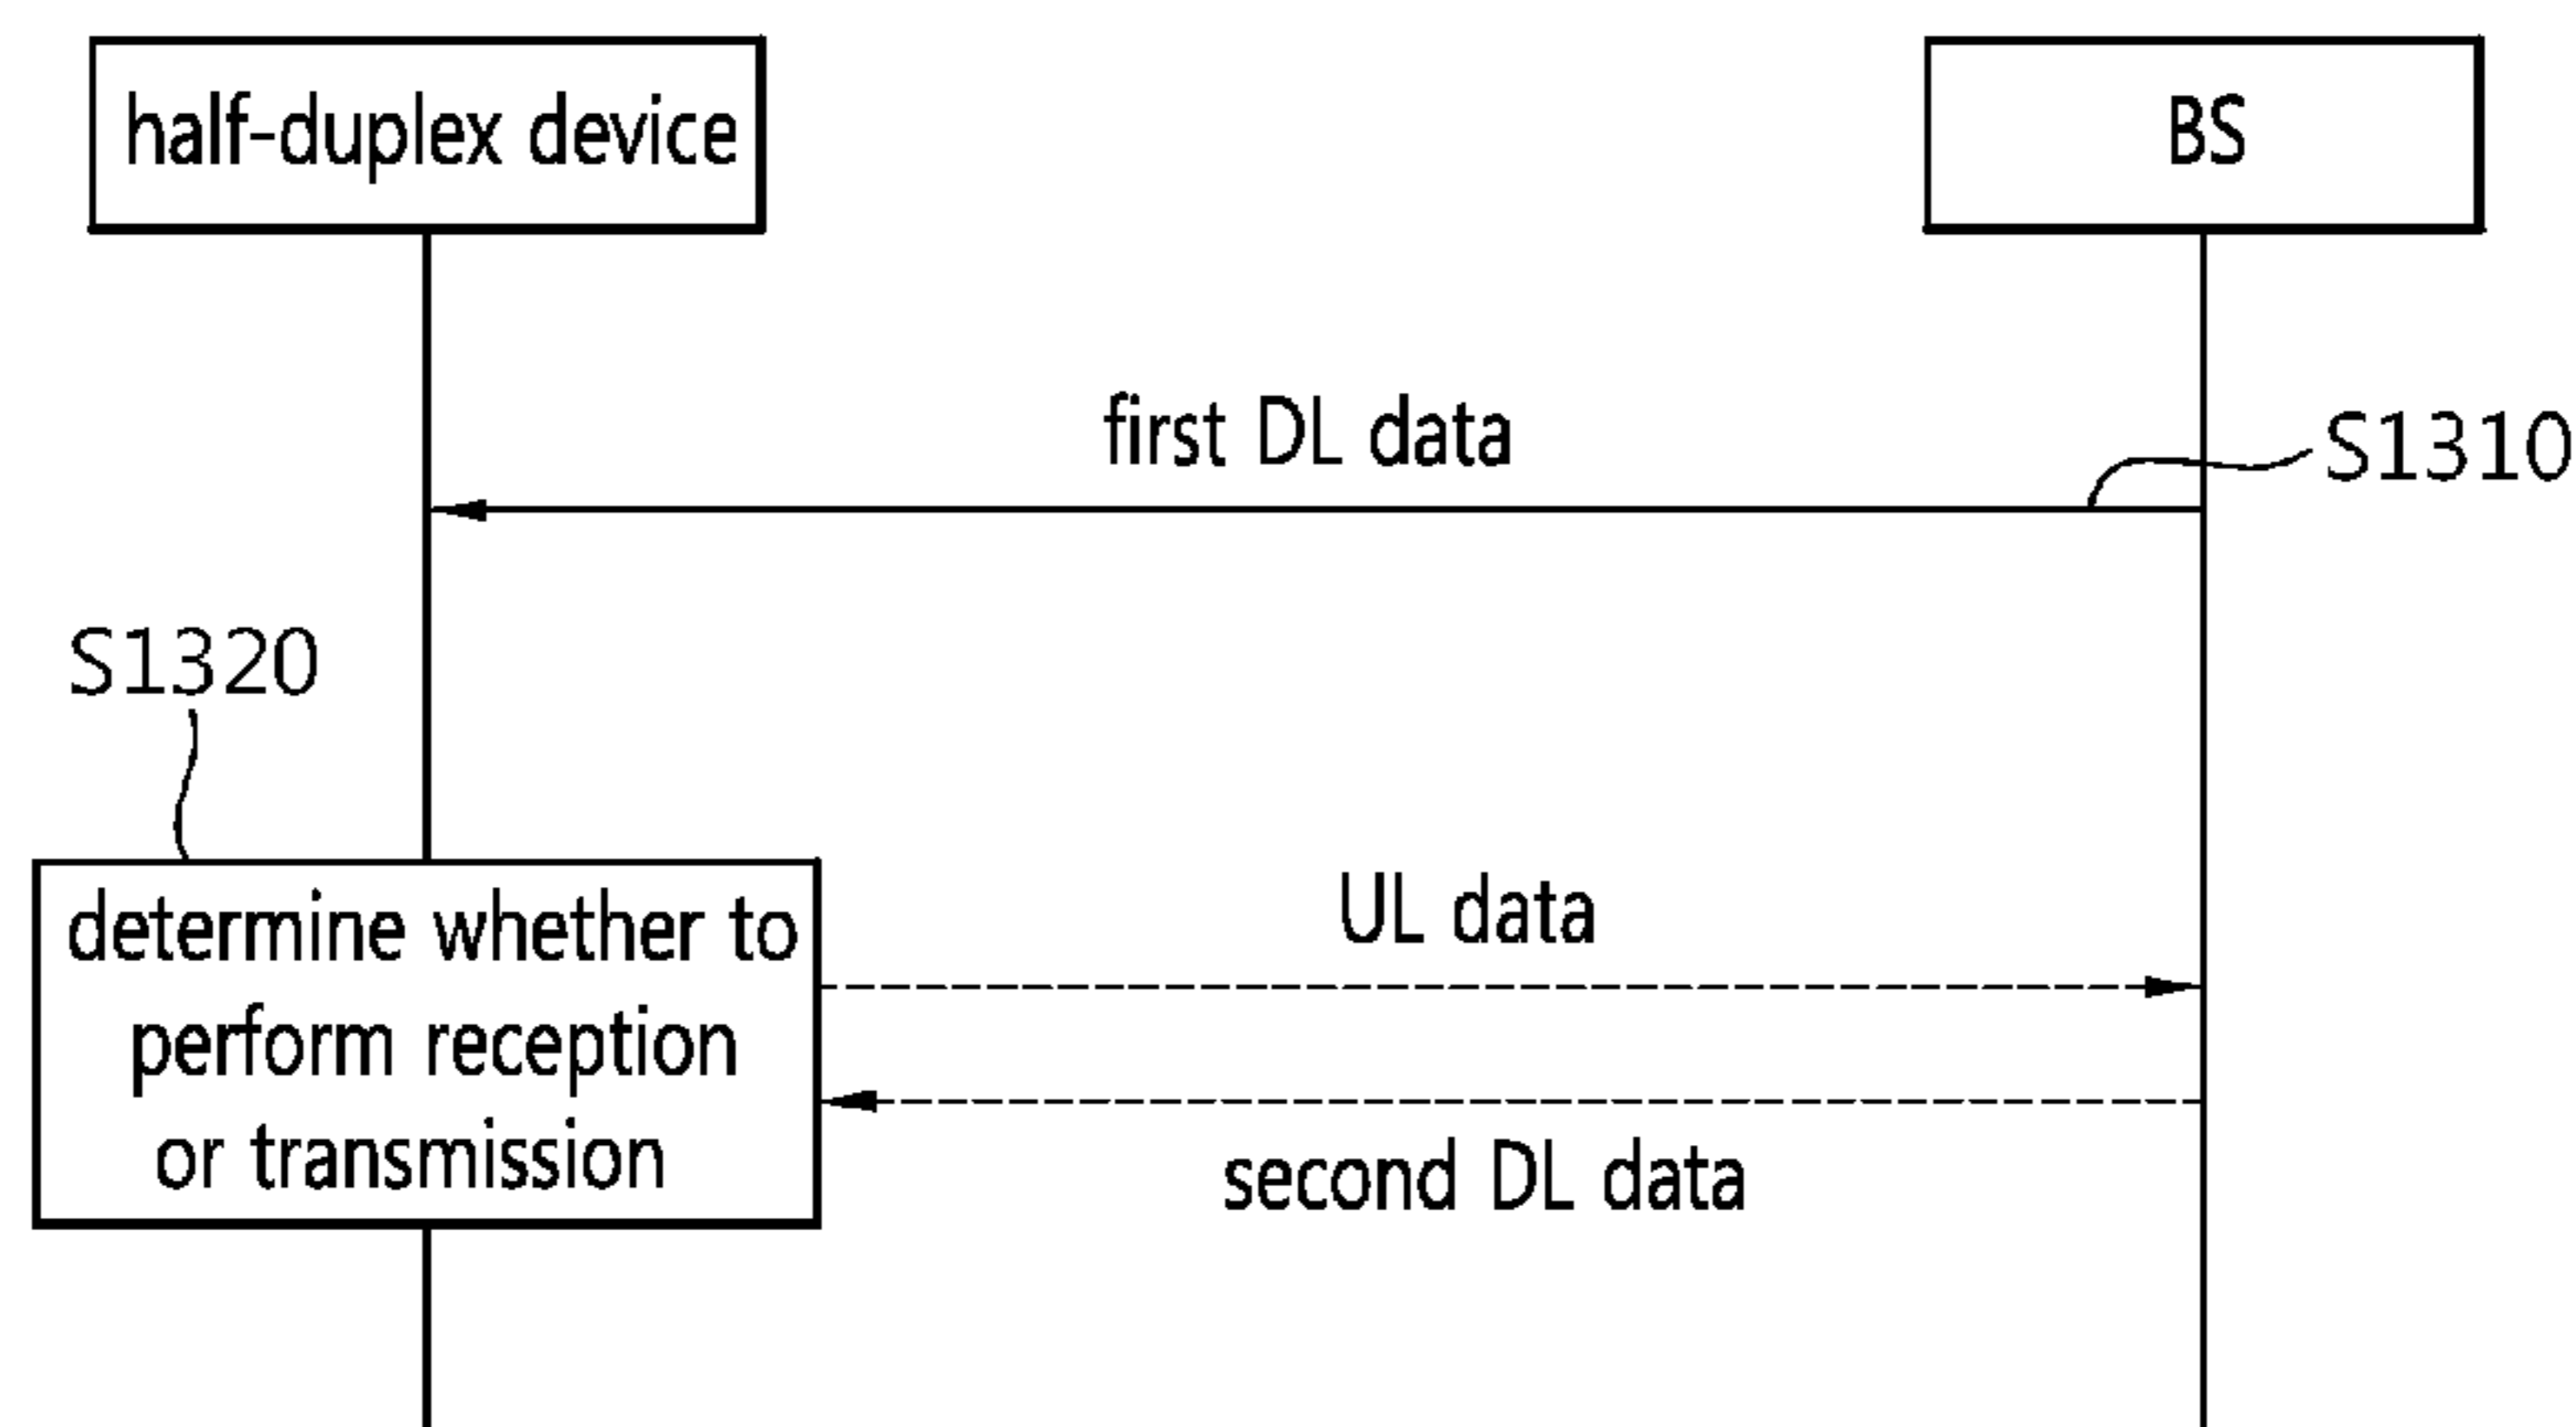 half-duplex device
BS
first DL data
S1310
S1320
determine whether to
perform reception
or transmission
UL data
second DL data